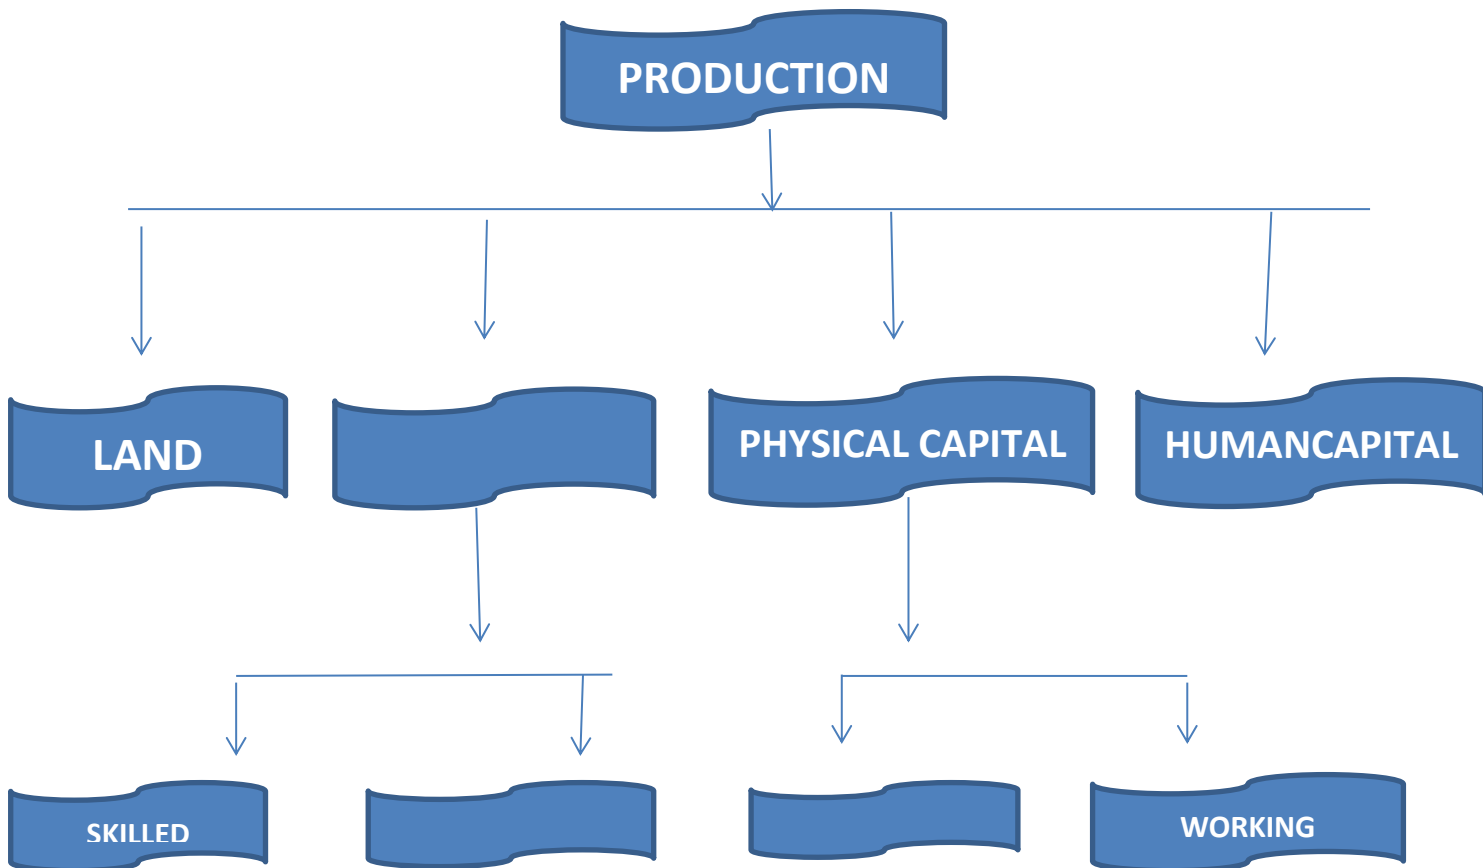 PRODUCTION
LAND
PHYSICAL CAPITAL
HUMANCAPITAL
SKILLED
WORKING